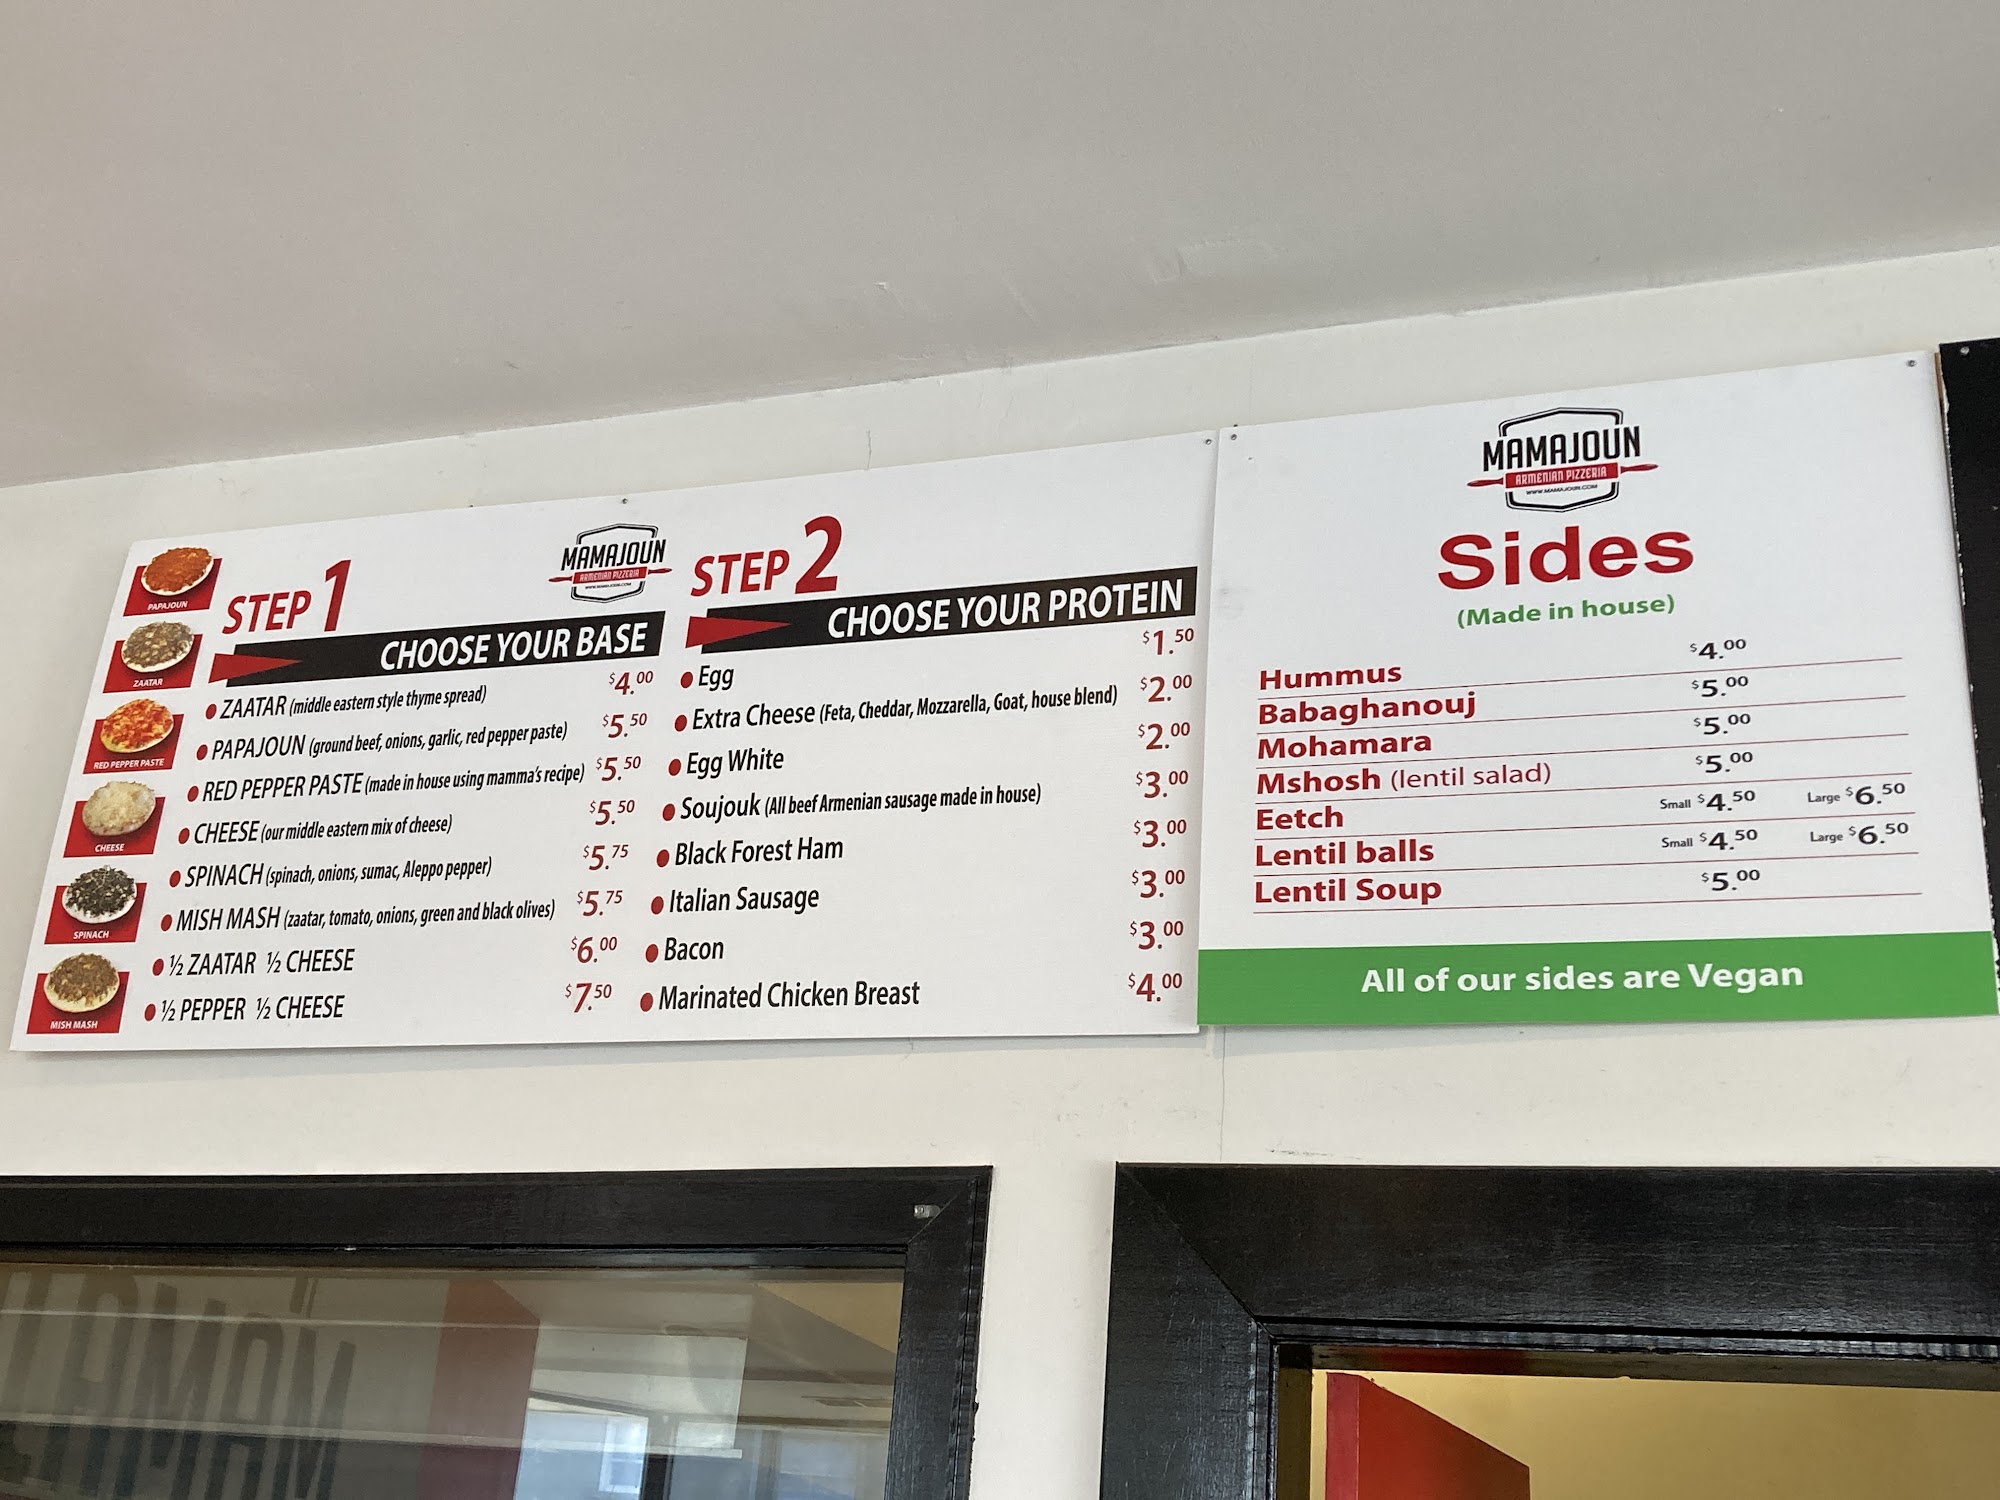 PAPAJOUN
ZAATAR
RED PEPPER PASTE
CHEESE
SPINACH
MISH MASH
STEP 1
MAMAJOUN
ARMENIAN PIZZERIA
WWW.MAMAJOUN.COM
CHOOSE YOUR BASE
ZAATAR (middle eastern style thyme spread) $4.00
PAPAJOUN (ground beef, onions, garlic, red pepper paste) $5.50
RED PEPPER PASTE (made in house using mamma's recipe) $5.50
CHEESE (our middle eastern mix of cheese) $5.50
SPINACH (spinach, onions, sumac, Aleppo pepper) $5.75
MISH MASH (zaatar, tomato, onions, green and black olives) $5.75
½ ZAATAR ½ CHEESE $6.00
½ PEPPER ½ CHEESE $7.50
STEP 2
CHOOSE YOUR PROTEIN
Egg $1.50
Extra Cheese (Feta, Cheddar, Mozzarella, Goat, house blend) $2.00
Egg White $2.00
Soujouk (All beef Armenian sausage made in house) $3.00
Black Forest Ham $3.00
Italian Sausage $3.00
Bacon $3.00
Marinated Chicken Breast $4.00
MAMAJOUN
ARMENIAN PIZZERIA
WWW.MAMAJOUN.COM
Sides
(Made in house)
Hummus $4.00
Babaghanouj $5.00
Mohamara $5.00
Mshosh (lentil salad) $5.00
Eetch Small $4.50 Large $6.50
Lentil balls Small $4.50 Large $6.50
Lentil Soup $5.00
All of our sides are Vegan